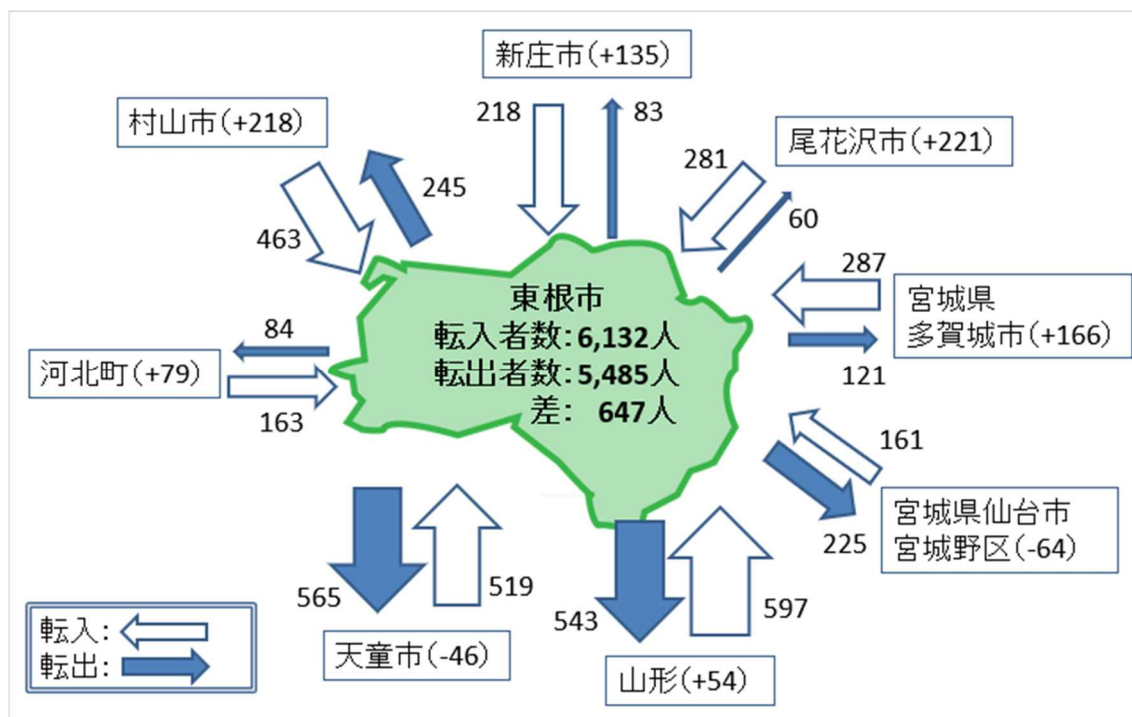 新庄市(+135)
218
83
村山市(+218)
463
245
尾花沢市(+221)
281
60
東根市
転入者数:6,132人
転出者数:5,485人
差: 647人
287
宮城県
多賀城市(+166)
121
84
河北町(+79)
163
161
宮城県仙台市
宮城野区(-64)
225
565
519
天童市(-46)
543
597
山形(+54)
転入:
転出: